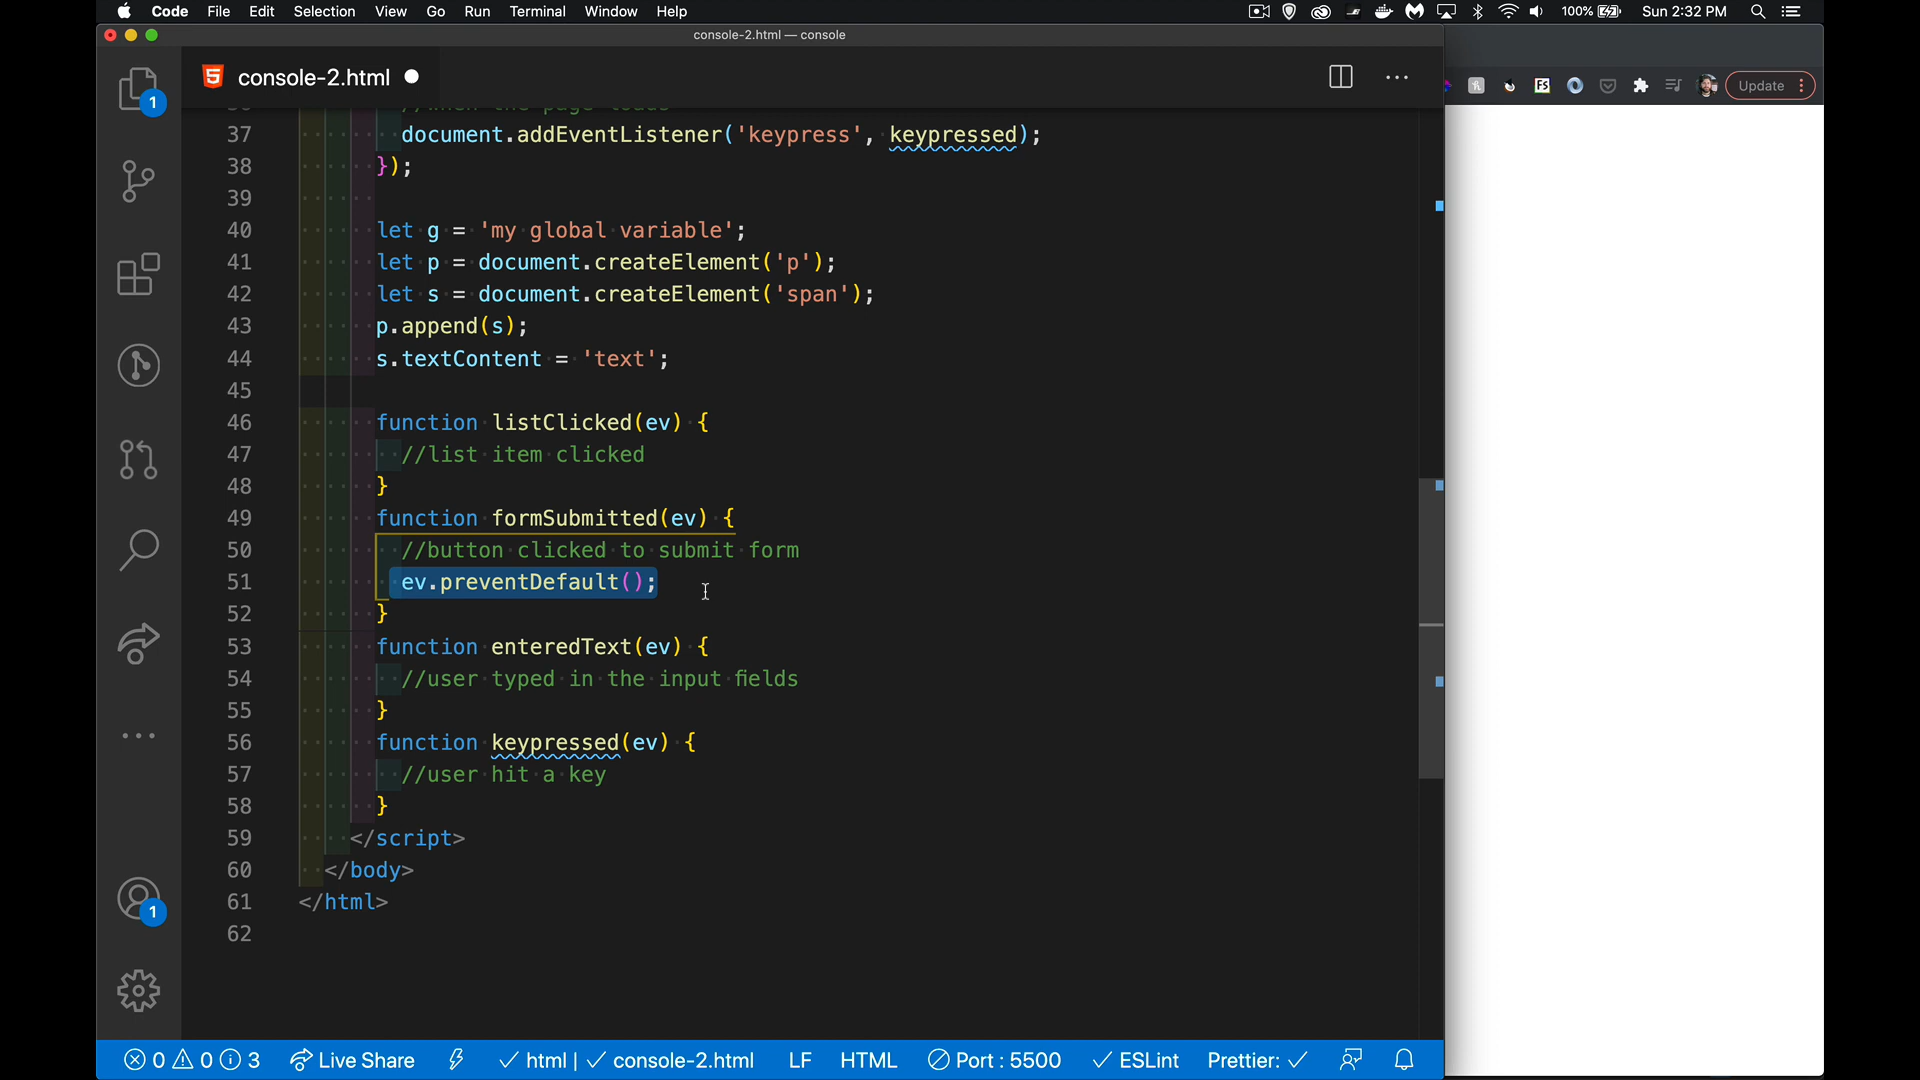 Code File Edit Selection View Go Run Terminal Window Help
100% Sun 2:32 PM
console-2.html — console
console-2.html
Update
//when the page loads
37 document.addEventListener('keypress', keypressed);
38 });
39
40 let g = 'my global variable';
41 let p = document.createElement('p');
42 let s = document.createElement('span');
43 p.append(s);
44 s.textContent = 'text';
45
46 function listClicked(ev) {
47 //list item clicked
48 }
49 function formSubmitted(ev) {
50 //button clicked to submit form
51 ev.preventDefault();
52 }
53 function enteredText(ev) {
54 //user typed in the input fields
55 }
56 function keypressed(ev) {
57 //user hit a key
58 }
59 </script>
60 </body>
61 </html>
62
1
1
0 0 3 Live Share html | console-2.html LF HTML Port : 5500 ESLint Prettier: